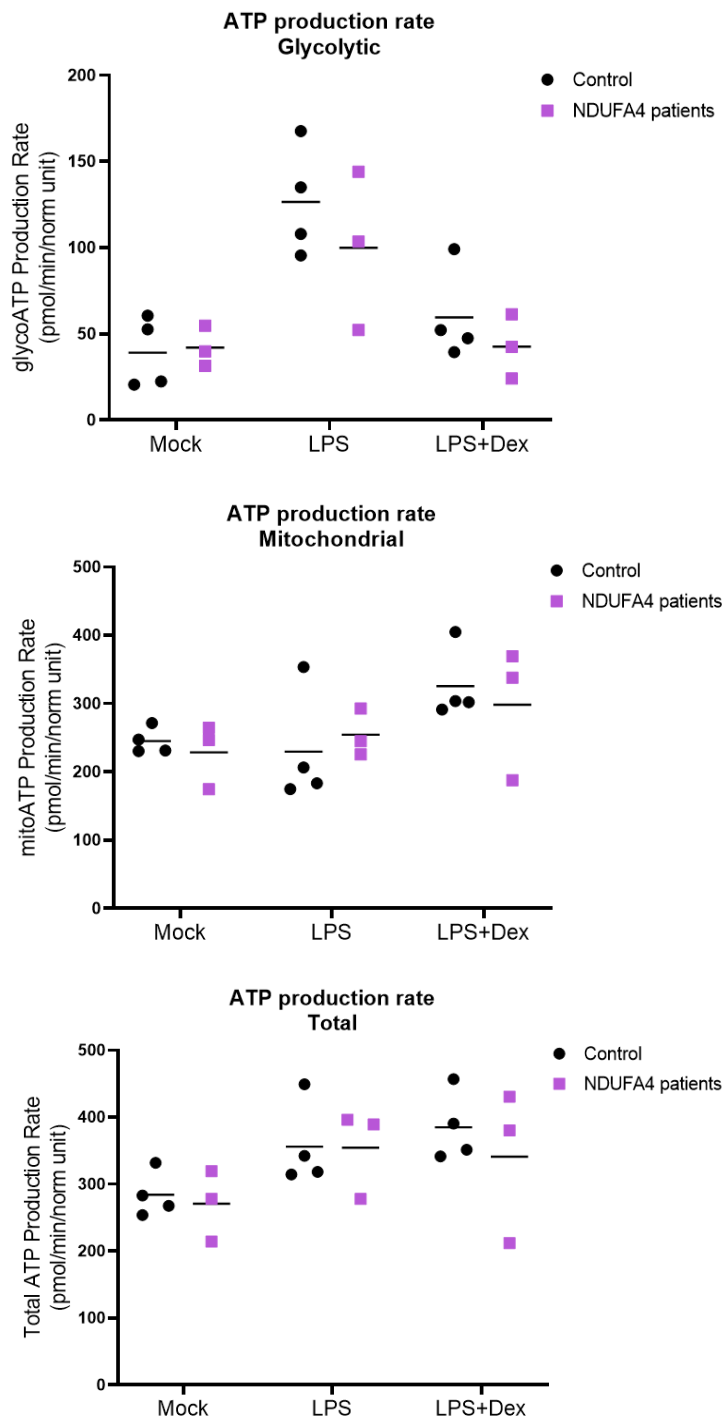 ATP production rate
Glycolytic
Control
NDUFA4 patients
glycoATP Production Rate
(pmol/min/norm unit)
200
150
100
50
0
Mock LPS LPS+Dex
ATP production rate
Mitochondrial
Control
NDUFA4 patients
mitoATP Production Rate
(pmol/min/norm unit)
500
400
300
200
100
0
Mock LPS LPS+Dex
ATP production rate
Total
Control
NDUFA4 patients
Total ATP Production Rate
(pmol/min/norm unit)
500
400
300
200
100
0
Mock LPS LPS+Dex